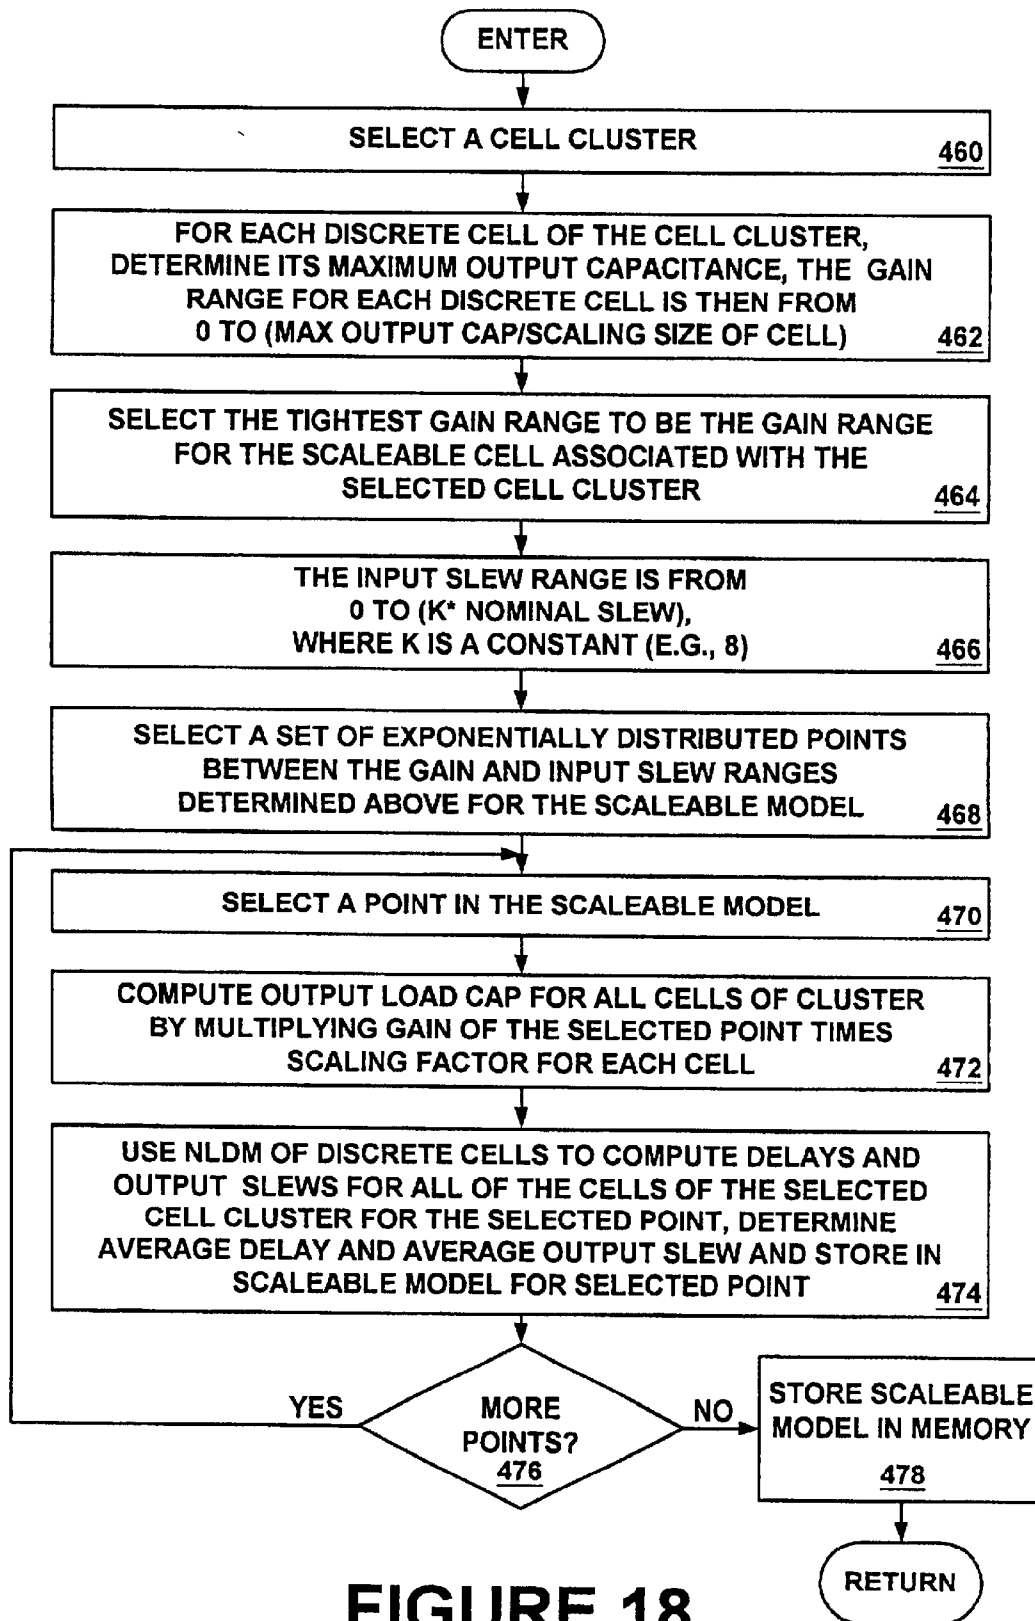 ENTER
SELECT A CELL CLUSTER
460
FOR EACH DISCRETE CELL OF THE CELL CLUSTER,
DETERMINE ITS MAXIMUM OUTPUT CAPACITANCE, THE GAIN
RANGE FOR EACH DISCRETE CELL IS THEN FROM
0 TO (MAX OUTPUT CAP/SCALING SIZE OF CELL)
462
SELECT THE TIGHTEST GAIN RANGE TO BE THE GAIN RANGE
FOR THE SCALEABLE CELL ASSOCIATED WITH THE
SELECTED CELL CLUSTER
464
THE INPUT SLEW RANGE IS FROM
0 TO (K* NOMINAL SLEW),
WHERE K IS A CONSTANT (E.G., 8)
466
SELECT A SET OF EXPONENTIALLY DISTRIBUTED POINTS
BETWEEN THE GAIN AND INPUT SLEW RANGES
DETERMINED ABOVE FOR THE SCALEABLE MODEL
468
SELECT A POINT IN THE SCALEABLE MODEL
470
COMPUTE OUTPUT LOAD CAP FOR ALL CELLS OF CLUSTER
BY MULTIPLYING GAIN OF THE SELECTED POINT TIMES
SCALING FACTOR FOR EACH CELL
472
USE NLDM OF DISCRETE CELLS TO COMPUTE DELAYS AND
OUTPUT SLEWS FOR ALL OF THE CELLS OF THE SELECTED
CELL CLUSTER FOR THE SELECTED POINT, DETERMINE
AVERAGE DELAY AND AVERAGE OUTPUT SLEW AND STORE IN
SCALEABLE MODEL FOR SELECTED POINT
474
YES
MORE
POINTS?
476
NO
STORE SCALEABLE
MODEL IN MEMORY
478
RETURN
FIGURE 18